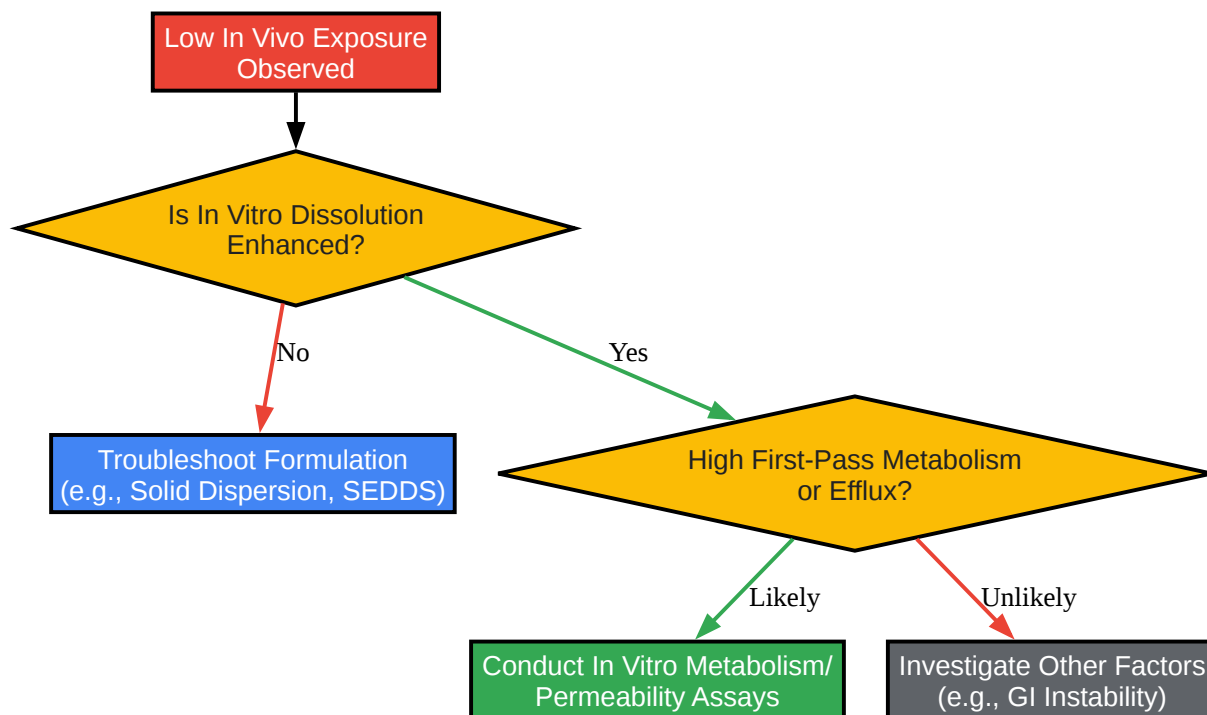 Low In Vivo Exposure
Observed
Is In Vitro Dissolution
Enhanced?
No
Yes
Troubleshoot Formulation
(e.g., Solid Dispersion, SEDDS)
High First-Pass Metabolism
or Efflux?
Likely
Unlikely
Conduct In Vitro Metabolism/
Permeability Assays
Investigate Other Factors
(e.g., GI Instability)